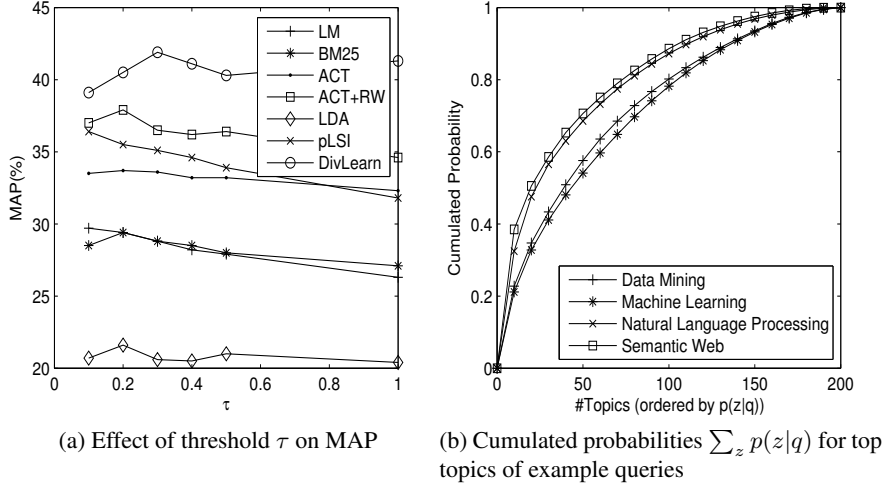 45
40
35
30
25
20
MAP(%)
0
0.2
0.4
0.6
0.8
1
τ
LM
BM25
ACT
ACT+RW
LDA
pLSI
DivLearn
(a) Effect of threshold τ on MAP
1
0.8
0.6
0.4
0.2
0
Cumulated Probability
0
50
100
150
200
#Topics (ordered by p(z|q))
Data Mining
Machine Learning
Natural Language Processing
Semantic Web
(b) Cumulated probabilities ∑z p(z|q) for top
topics of example queries